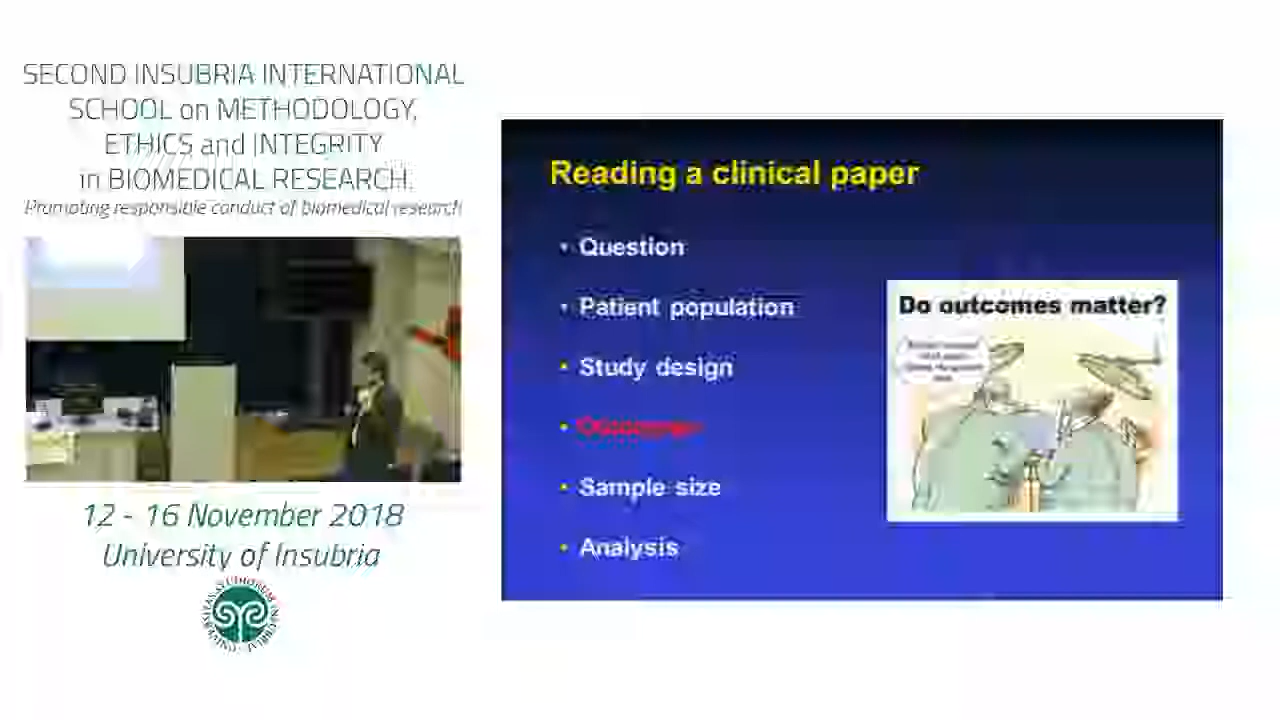 SECOND INSUBRIA INTERNATIONAL
SCHOOL on METHODOLOGY,
ETHICS and INTEGRITY
in BIOMEDICAL RESEARCH.
Promoting responsible conduct of biomedical research
12 - 16 November 2018
University of Insubria
Reading a clinical paper
• Question
• Patient population
• Study design
• Sample size
• Analysis
Do outcomes matter?